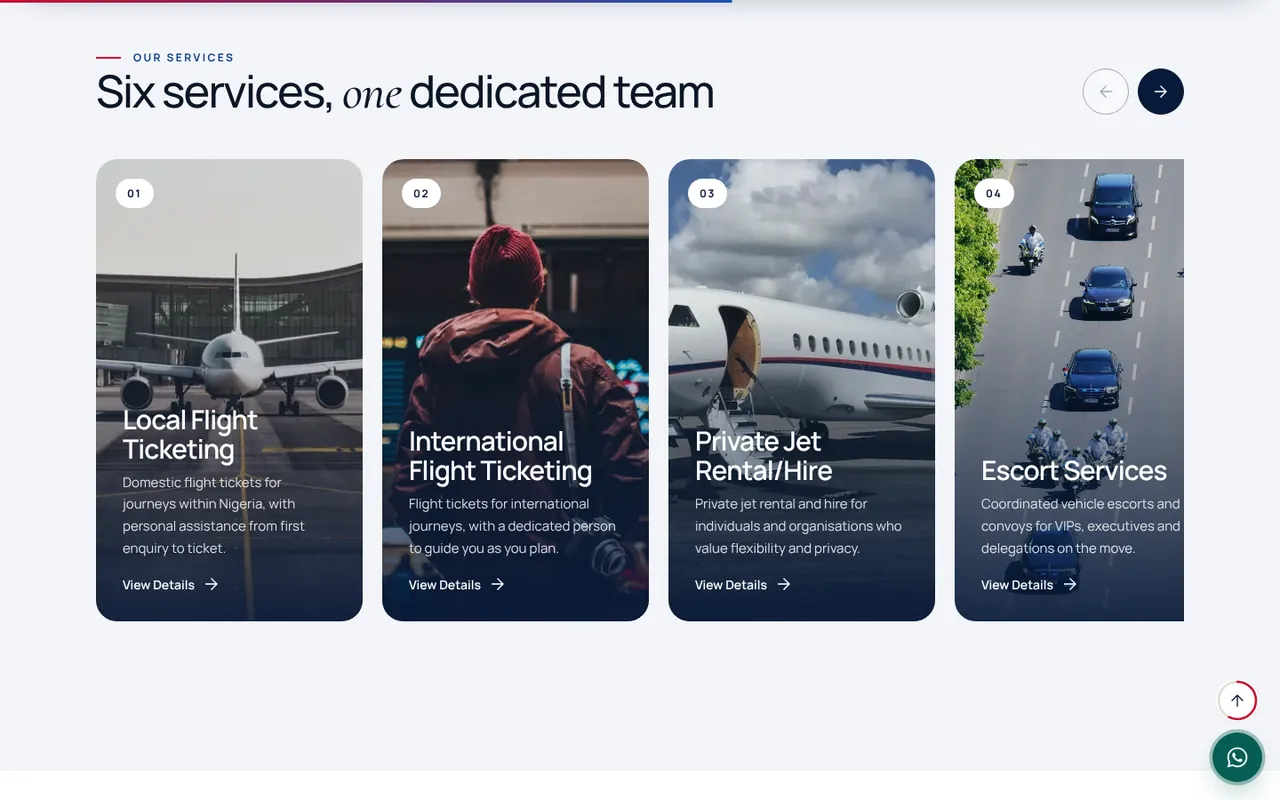 OUR SERVICES
Six services, one dedicated team
01
Local Flight
Ticketing
Domestic flight tickets for
journeys within Nigeria, with
personal assistance from first
enquiry to ticket.
View Details
02
International
Flight Ticketing
Flight tickets for international
journeys, with a dedicated person
to guide you as you plan.
View Details
03
Private Jet
Rental/Hire
Private jet rental and hire for
individuals and organisations who
value flexibility and privacy.
View Details
04
Escort Services
Coordinated vehicle escorts and
convoys for VIPs, executives and
delegations on the move.
View Details